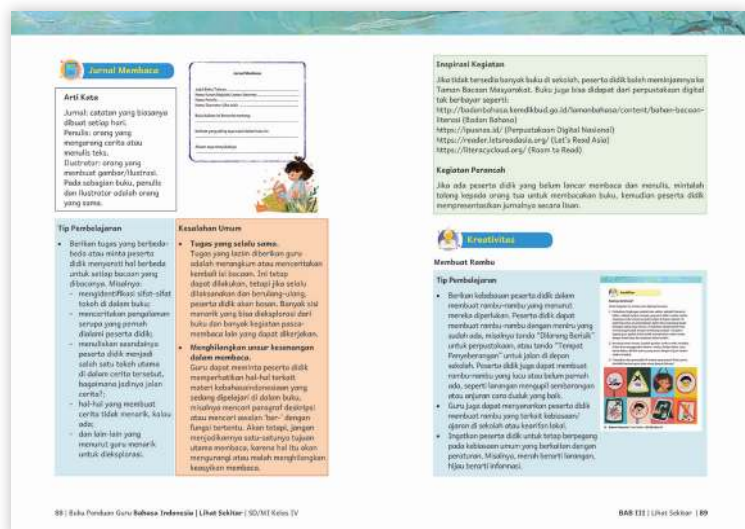 Jurnal Membaca
Arti Kata
Jurnal: catatan yang biasanya
dibuat setiap hari.
Penulis: orang yang
mengarang cerita atau
menulis teks.
Ilustrator: orang yang
membuat gambar/ilustrasi.
Pada sebagian buku, penulis
dan ilustrator adalah orang
yang sama.
Jurnal Membaca
Tip Pembelajaran
• Berikan tugas yang berbeda-
beda atau minta peserta
didik menyoroti hal berbeda
untuk setiap bacaan yang
dibacanya. Misalnya:
- mengidentifikasi sifat-sifat
tokoh di dalam buku;
- menceritakan pengalaman
serupa yang pernah
dialami peserta didik;
- menuliskan seandainya
peserta didik menjadi
salah satu tokoh utama
di dalam cerita tersebut,
bagaimana jadinya jalan
cerita?;
- hal-hal yang membuat
cerita tidak menarik, kalau
ada;
- dan lain-lain yang
menurut guru menarik
untuk dieksplorasi.
Kesalahan Umum
• Tugas yang selalu sama.
Tugas yang lazim diberikan guru
adalah merangkum atau menceritakan
kembali isi bacaan. Ini tetap
dapat dilakukan, tetapi jika selalu
dilaksanakan dan berulang-ulang,
peserta didik akan bosan. Banyak sisi
menarik yang bisa dieksplorasi dari
buku dan banyak kegiatan pasca-
membaca lain yang dapat dikerjakan.
• Menghilangkan unsur kesenangan
dalam membaca.
Guru dapat meminta peserta didik
memperhatikan hal-hal terkait
materi kebahasaindonesiaan yang
sedang dipelajari di dalam buku,
misalnya mencari paragraf deskripsi
atau mencari awalan 'ber-' dengan
fungsi tertentu. Akan tetapi, jangan
menjadikannya satu-satunya tujuan
utama membaca, karena hal itu akan
mengurangi atau malah menghilangkan
keasyikan membaca.
88 | Buku Panduan Guru Bahasa Indonesia | Lihat Sekitar | SD/MI Kelas IV
Inspirasi Kegiatan
Jika tidak tersedia banyak buku di sekolah, peserta didik boleh meminjamnya ke
Taman Bacaan Masyarakat. Buku juga bisa didapat dari perpustakaan digital
tak berbayar seperti:
http://badanbahasa.kemdikbud.go.id/lamanbahasa/content/bahan-bacaan-
literasi (Badan Bahasa)
https://ipusnas.id/ (Perpustakaan Digital Nasional)
https://reader.letsreadasia.org/ (Let's Read Asia)
https://literacycloud.org/ (Room to Read)
Kegiatan Perancah
Jika ada peserta didik yang belum lancar membaca dan menulis, mintalah
tolong kepada orang tua untuk membacakan buku, kemudian peserta didik
mempresentasikan jurnalnya secara lisan.
Kreativitas
Membuat Rambu
Tip Pembelajaran
• Berikan kebebasan peserta didik dalam
membuat rambu-rambu yang menurut
mereka diperlukan. Peserta didik dapat
membuat rambu-rambu dengan meniru yang
sudah ada, misalnya tanda "Dilarang Berisik"
untuk perpustakaan, atau tanda "Tempat
Penyeberangan" untuk jalan di depan
sekolah. Peserta didik juga dapat membuat
rambu-rambu yang lucu atau belum pernah
ada, seperti larangan mengupil sembarangan
atau anjuran cara duduk yang baik.
• Guru juga dapat menyarankan peserta didik
membuat rambu yang terkait kebiasaan/
ajaran di sekolah atau kearifan lokal.
• Ingatkan peserta didik untuk tetap berpegang
pada kebiasaan umum yang berkaitan dengan
peraturan. Misalnya, merah berarti larangan,
hijau berarti informasi.
BAB III | Lihat Sekitar | 89